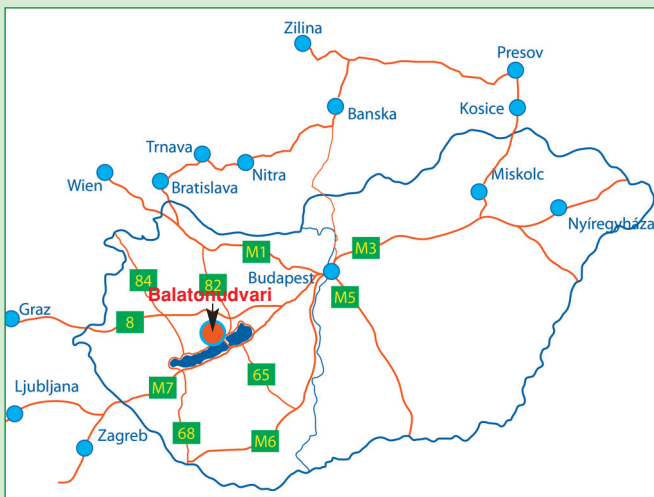 Zilina
Presov
Banska
Kosice
Trnava
Nitra
Wien
Bratislava
Miskolc
Nyíregyháza
M1
M3
Budapest
84
82
Balatonudvari
M5
Graz
8
Ljubljana
M7
65
68
M6
Zagreb